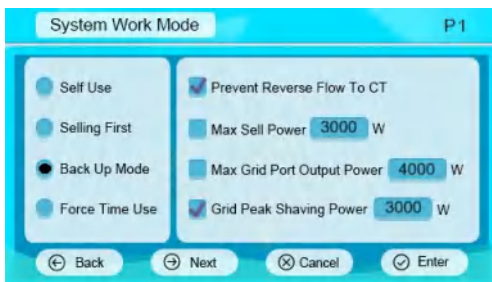 System Work Mode
P1
Self Use
Selling First
Back Up Mode
Force Time Use
Prevent Reverse Flow To CT
Max Sell Power 3000 W
Max Grid Port Output Power 4000 W
Grid Peak Shaving Power 3000 W
Back
Next
Cancel
Enter